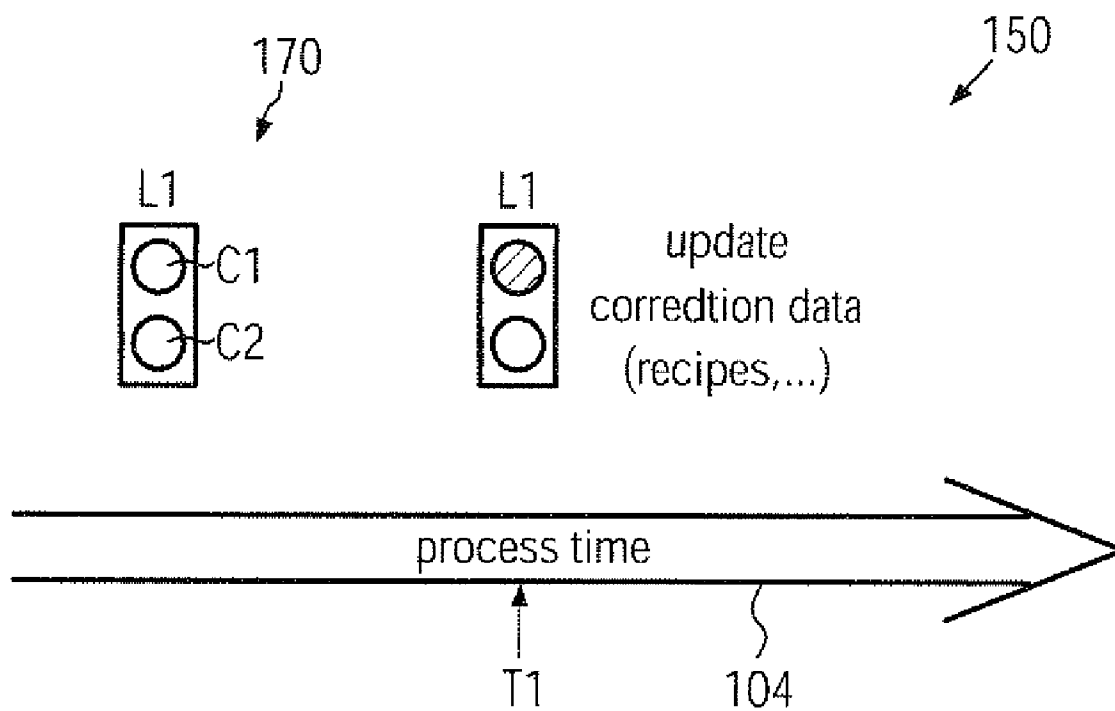 170
150
L1
L1
C1
C2
update
corredtion data
(recipes,...)
process time
T1
104